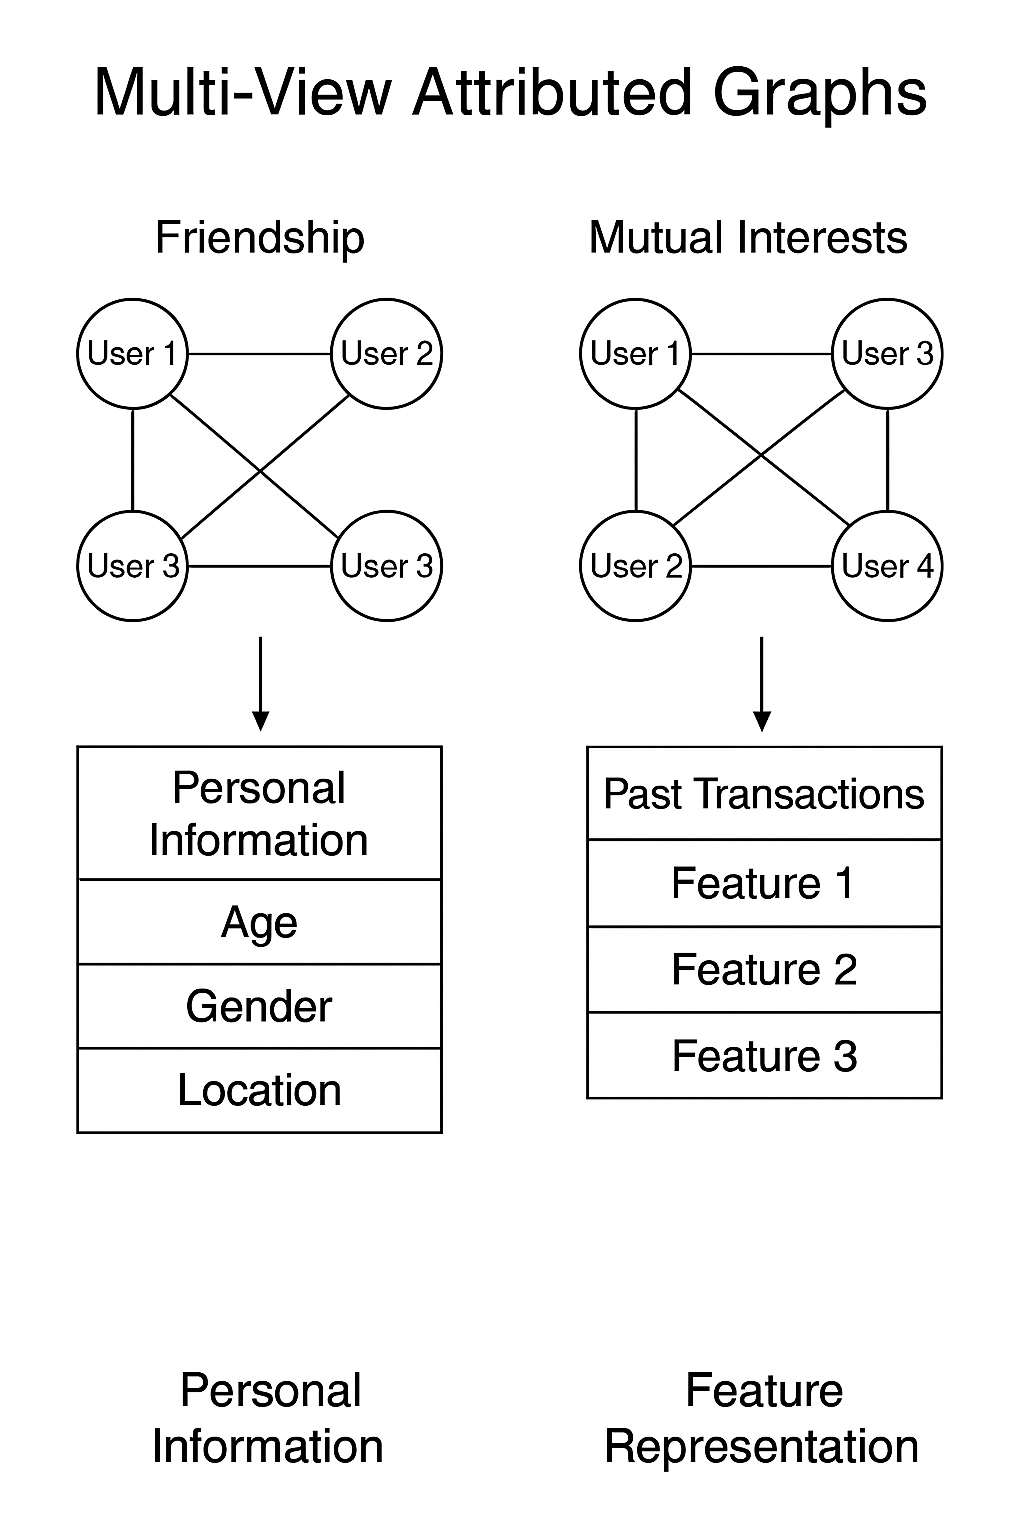 Multi-View Attributed Graphs
Friendship
User 1
User 2
User 3
User 3
Personal
Information
Age
Gender
Location
Mutual Interests
User 1
User 3
User 2
User 4
Past Transactions
Feature 1
Feature 2
Feature 3
Personal
Information
Feature
Representation